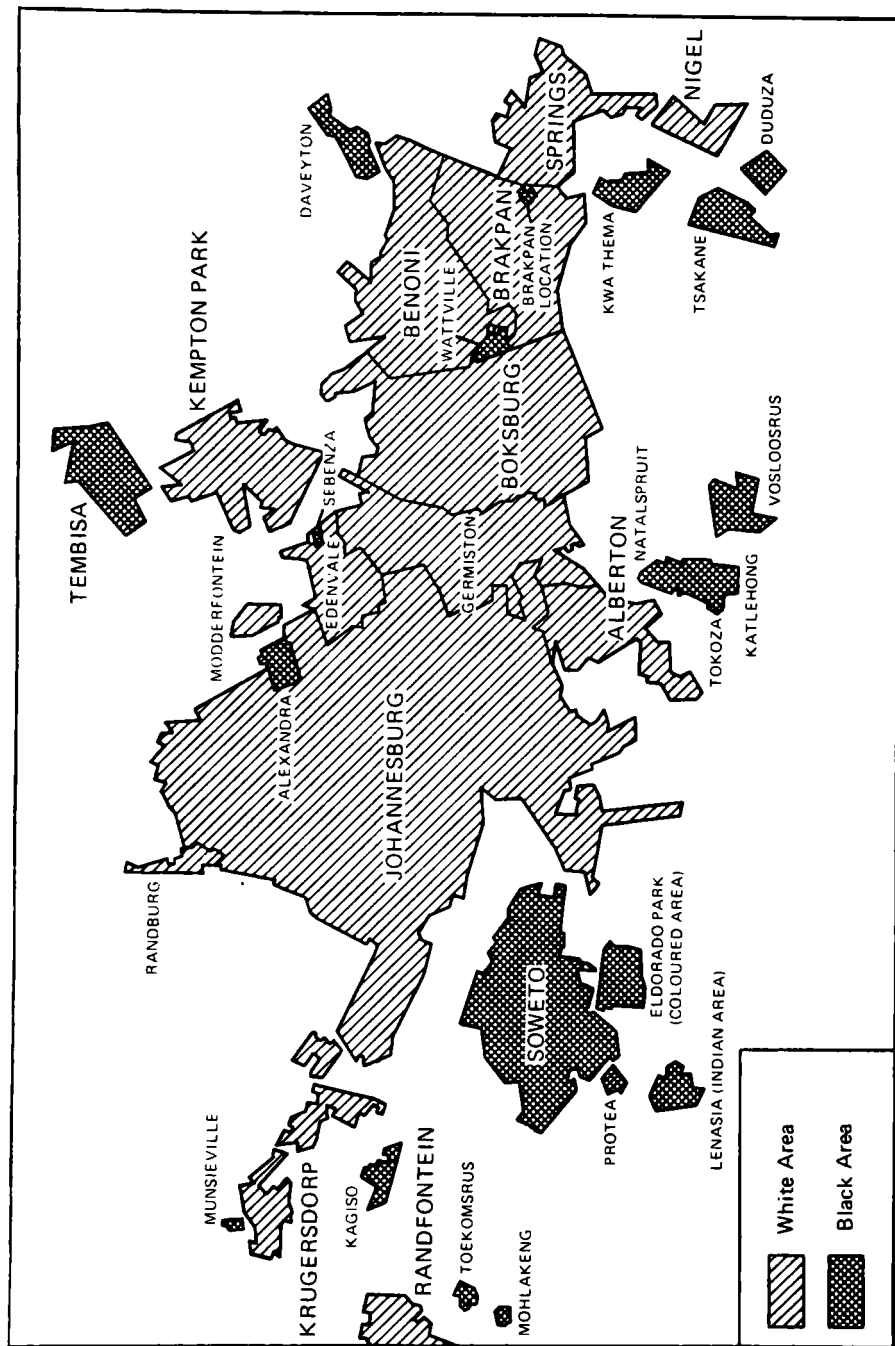 TEMBISA
KEMPTON PARK
DAVEYTON
MODDERFONTEIN
SEBENZA
EDENVALE
BENONI
WATTVILLE
BRAKPAN
BRAKPAN
LOCATION
SPRINGS
NIGEL
DUDUZA
KWA THEMA
TSAKANE
RANDBURG
ALEXANDRA
JOHANNESBURG
GERMISTON
BOKSBURG
ALBERTON
NATALSPRUIT
VOSLOOSRUS
TOKOZA
KATLEHONG
MUNSIEVILLE
KRUGERSDORP
KAGISO
RANDFONTEIN
TOEKOMSRUS
MOHLAKENG
SOWETO
PROTEA
ELDORADO PARK
(COLOURED AREA)
LENASIA (INDIAN AREA)
White Area
Black Area